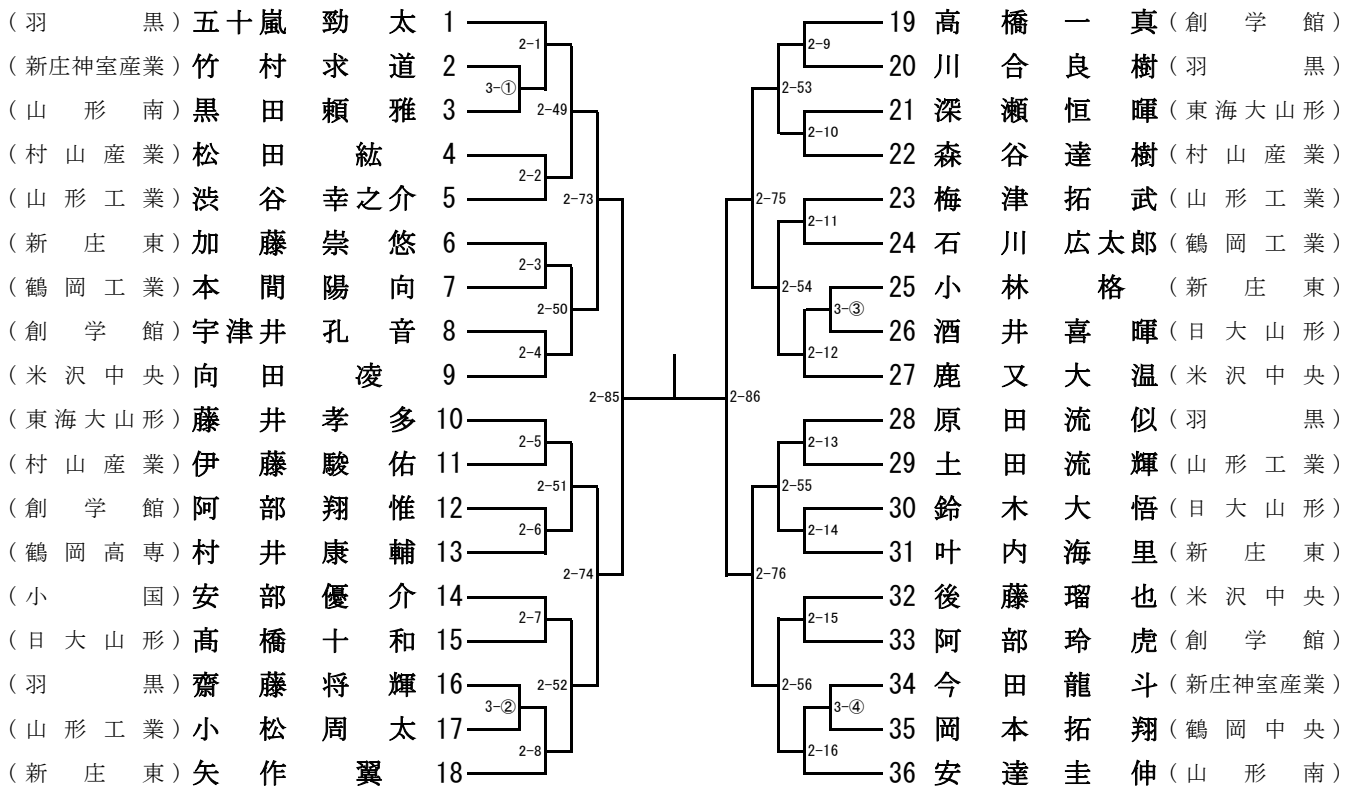 (羽黒) 五十嵐勁太 1
(新庄神室産業) 竹村求道 2
(山形南) 黒田頼雅 3
(村山産業) 松田紘 4
(山形工業) 渋谷幸之介 5
(新庄東) 加藤崇悠 6
(鶴岡工業) 本間陽向 7
(創学館) 宇津井孔音 8
(米沢中央) 向田凌 9
(東海大山形) 藤井孝多 10
(村山産業) 伊藤駿佑 11
(創学館) 阿部翔惟 12
(鶴岡高専) 村井康輔 13
(小国) 安部優介 14
(日大山形) 髙橋十和 15
(羽黒) 齋藤将輝 16
(山形工業) 小松周太 17
(新庄東) 矢作翼 18
2-1
3-①
2-49
2-2
2-73
2-3
2-50
2-4
2-85
2-5
2-51
2-6
2-74
2-7
2-52
3-②
2-8
19 高橋一真 (創学館)
20 川合良樹 (羽黒)
21 深瀬恒暉 (東海大山形)
22 森谷達樹 (村山産業)
23 梅津拓武 (山形工業)
24 石川広太郎 (鶴岡工業)
25 小林格 (新庄東)
26 酒井喜暉 (日大山形)
27 鹿又大温 (米沢中央)
28 原田流似 (羽黒)
29 土田流輝 (山形工業)
30 鈴木大悟 (日大山形)
31 叶内海里 (新庄東)
32 後藤瑠也 (米沢中央)
33 阿部玲虎 (創学館)
34 今田龍斗 (新庄神室産業)
35 岡本拓翔 (鶴岡中央)
36 安達圭伸 (山形南)
2-9
2-53
2-10
2-75
2-11
2-54
3-③
2-12
2-86
2-13
2-55
2-14
2-76
2-15
2-56
3-④
2-16